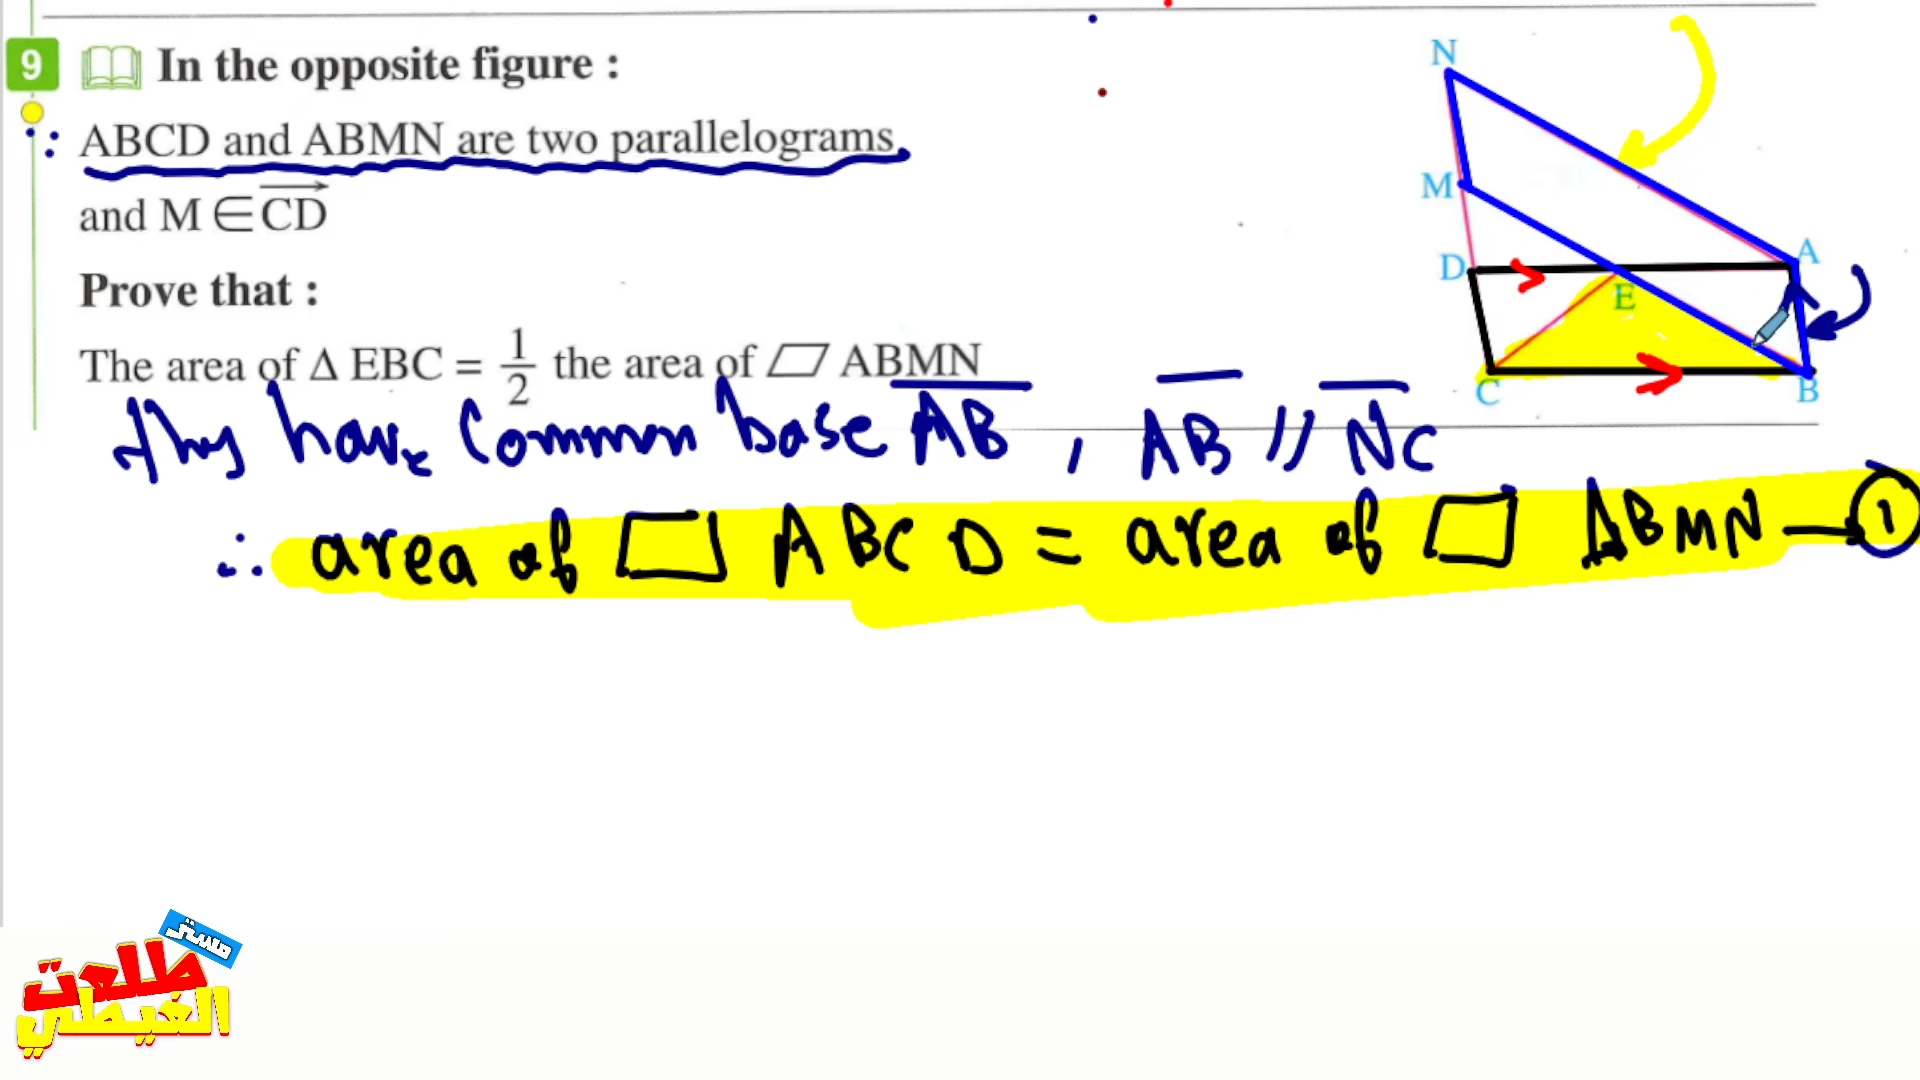 9 In the opposite figure :
∵ ABCD and ABMN are two parallelograms,
and M ∈ CD
Prove that :
The area of Δ EBC = 1/2 the area of ▱ ABMN
they have Common base AB , AB // NC
∴ area of ▱ ABCD = area of ▱ ABMN — 1
N
M
D
A
E
C
B
مستر
طلعت
الغيطي